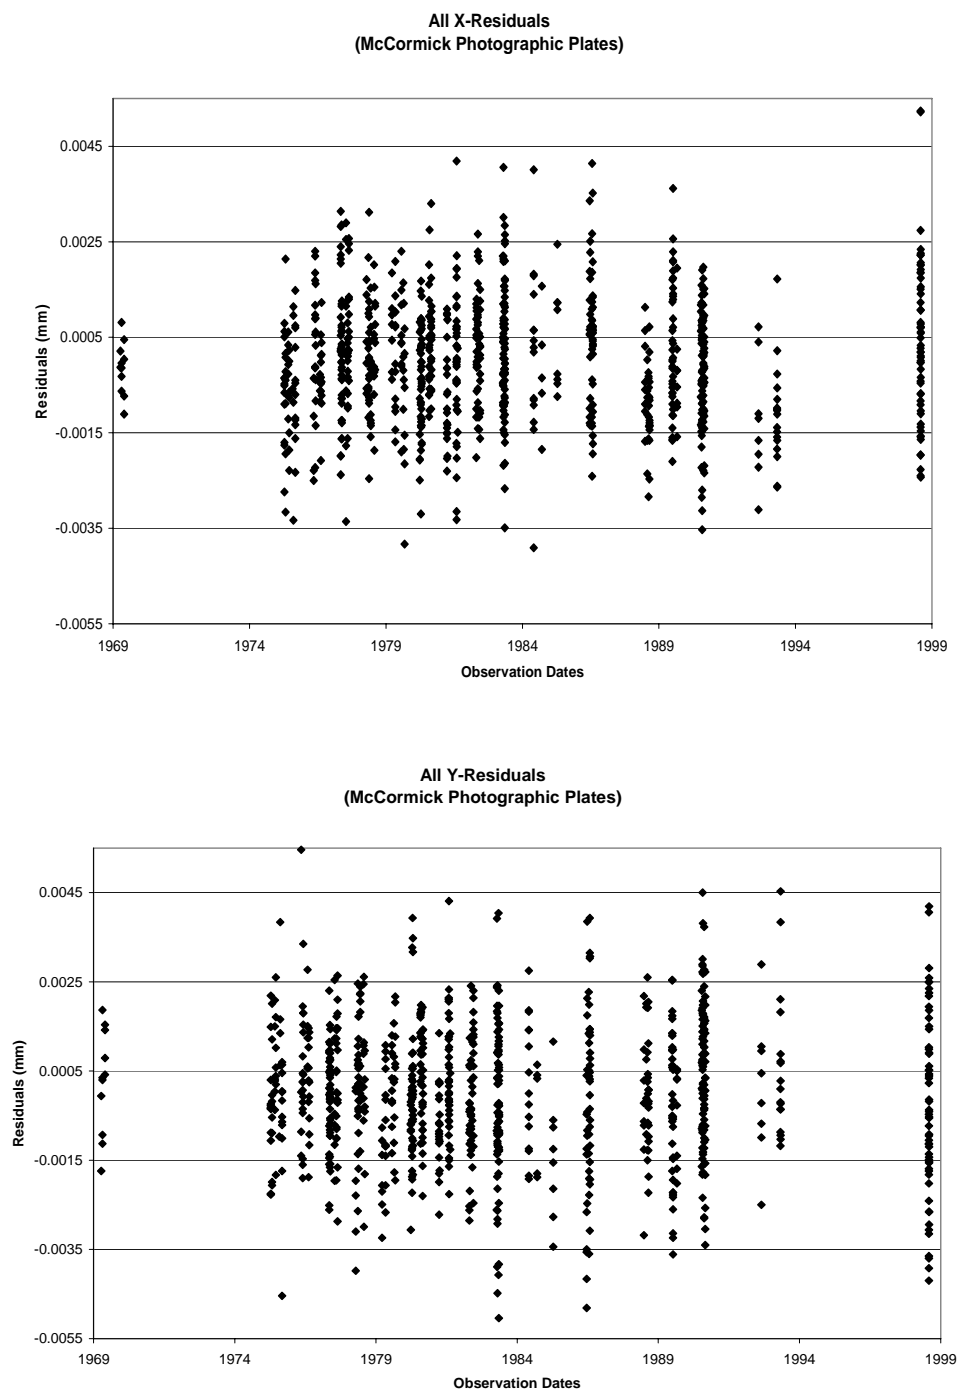 All X-Residuals
(McCormick Photographic Plates)
0.0045
0.0025
0.0005
-0.0015
-0.0035
-0.0055
Residuals (mm)
1969 1974 1979 1984 1989 1994 1999
Observation Dates
All Y-Residuals
(McCormick Photographic Plates)
0.0045
0.0025
0.0005
-0.0015
-0.0035
-0.0055
Residuals (mm)
1969 1974 1979 1984 1989 1994 1999
Observation Dates